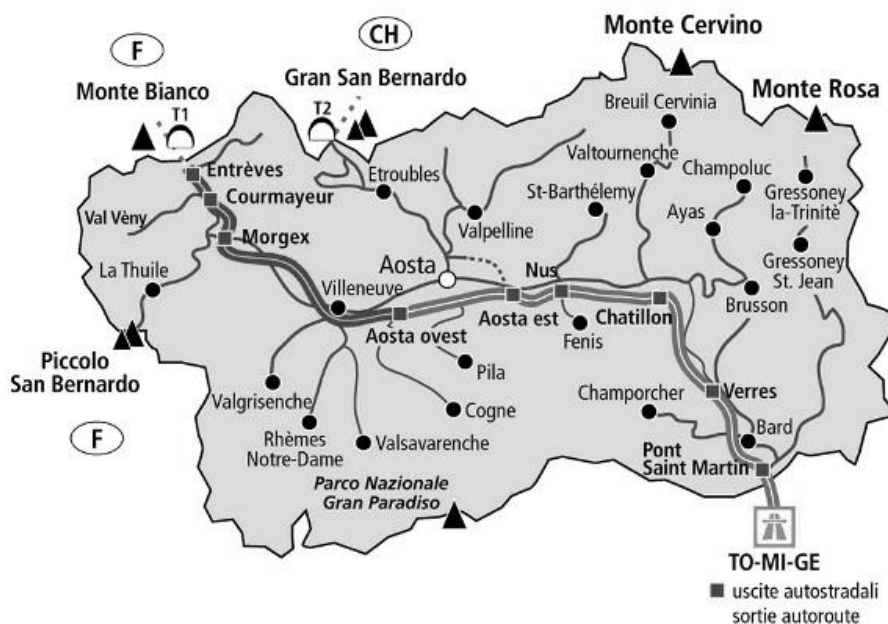 F
CH
Monte Cervino
Monte Bianco
Gran San Bernardo
Monte Rosa
T1
T2
Breuil Cervinia
Entrèves
Etroubles
Valtournenche
Champoluc
Courmayeur
St-Barthélemy
Gressoney
la-Trinitè
Val Vèny
Valpelline
Ayas
Morgex
Aosta
Nus
Gressoney
St. Jean
La Thuile
Villeneuve
Brusson
Aosta ovest
Aosta est
Chatillon
Fenis
Piccolo
San Bernardo
Pila
Valgrisenche
Cogne
Champorcher
Verres
F
Rhèmes
Notre-Dame
Valsavarenche
Bard
Pont
Saint Martin
Parco Nazionale
Gran Paradiso
TO-MI-GE
uscite autostradali
sortie autoroute